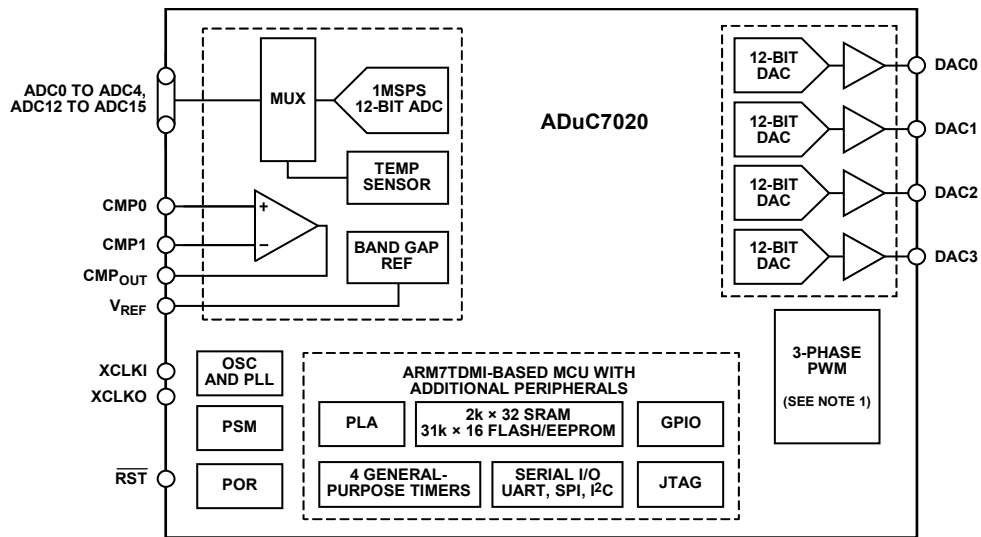 ADC0 TO ADC4,
ADC12 TO ADC15
CMP0
CMP1
CMPOUT
VREF
XCLKI
XCLKO
RST
MUX
1MSPS
12-BIT ADC
TEMP
SENSOR
+
−
BAND GAP
REF
OSC
AND PLL
PSM
POR
ADuC7020
ARM7TDMI-BASED MCU WITH
ADDITIONAL PERIPHERALS
PLA
2k × 32 SRAM
31k × 16 FLASH/EEPROM
GPIO
4 GENERAL-
PURPOSE TIMERS
SERIAL I/O
UART, SPI, I²C
JTAG
12-BIT
DAC
DAC0
12-BIT
DAC
DAC1
12-BIT
DAC
DAC2
12-BIT
DAC
DAC3
3-PHASE
PWM
(SEE NOTE 1)